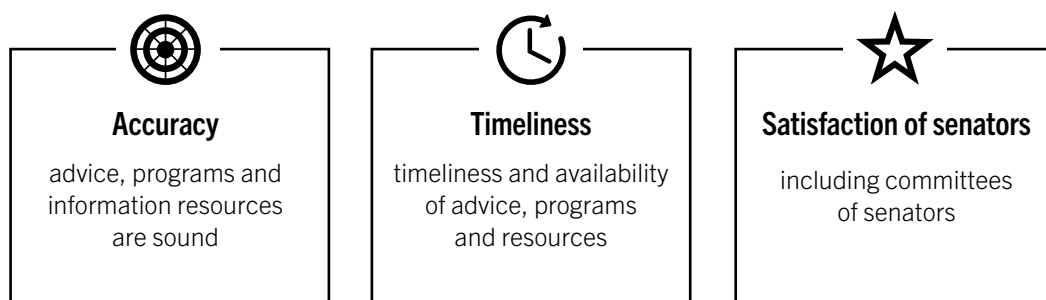 Accuracy
advice, programs and
information resources
are sound
Timeliness
timeliness and availability
of advice, programs
and resources
Satisfaction of senators
including committees
of senators